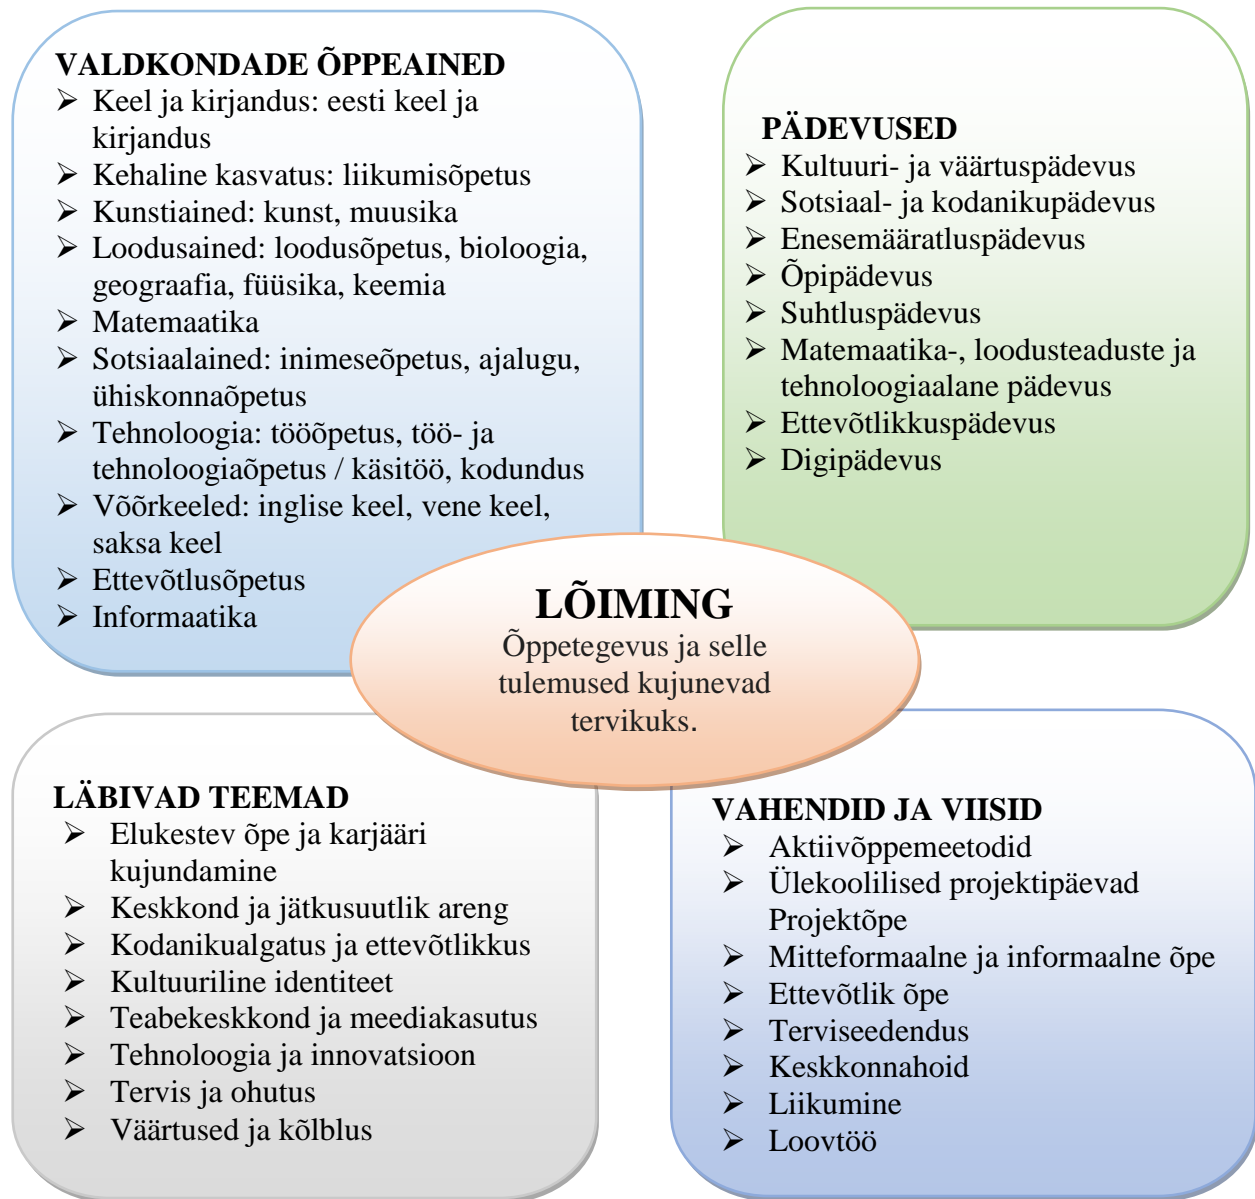 VALDKONDADE ÕPPEAINED
➢ Keel ja kirjandus: eesti keel ja
kirjandus
➢ Kehaline kasvatus: liikumisõpetus
➢ Kunstiained: kunst, muusika
➢ Loodusained: loodusõpetus, bioloogia,
geograafia, füüsika, keemia
➢ Matemaatika
➢ Sotsiaalained: inimeseõpetus, ajalugu,
ühiskonnaõpetus
➢ Tehnoloogia: tööõpetus, töö- ja
tehnoloogiaõpetus / käsitöö, kodundus
➢ Võõrkeeled: inglise keel, vene keel,
saksa keel
➢ Ettevõtlusõpetus
➢ Informaatika
PÄDEVUSED
➢ Kultuuri- ja väärtuspädevus
➢ Sotsiaal- ja kodanikupädevus
➢ Enesemääratluspädevus
➢ Õpipädevus
➢ Suhtluspädevus
➢ Matemaatika-, loodusteaduste ja
tehnoloogiaalane pädevus
➢ Ettevõtlikkuspädevus
➢ Digipädevus
LÕIMING
Õppetegevus ja selle
tulemused kujunevad
tervikuks.
LÄBIVAD TEEMAD
➢ Elukestev õpe ja karjääri
kujundamine
➢ Keskkond ja jätkusuutlik areng
➢ Kodanikualgatus ja ettevõtlikkus
➢ Kultuuriline identiteet
➢ Teabekeskkond ja meediakasutus
➢ Tehnoloogia ja innovatsioon
➢ Tervis ja ohutus
➢ Väärtused ja kõlblus
VAHENDID JA VIISID
➢ Aktiivõppemeetodid
➢ Ülekoolilised projektipäevad
Projektõpe
➢ Mitteformaalne ja informaalne õpe
➢ Ettevõtlik õpe
➢ Terviseedendus
➢ Keskkonnahoid
➢ Liikumine
➢ Loovtöö